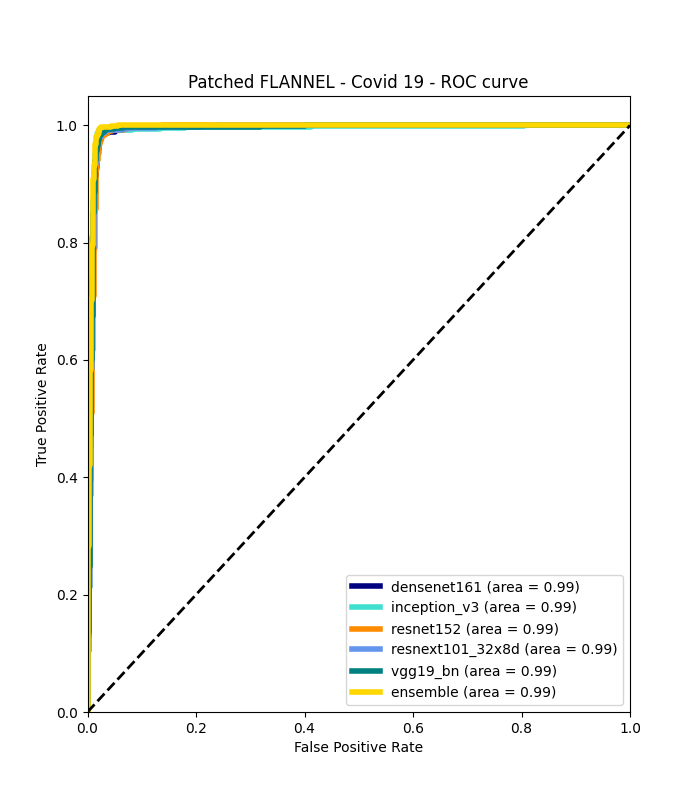 Patched FLANNEL - Covid 19 - ROC curve
1.0
0.8
0.6
0.4
0.2
0.0
True Positive Rate
densenet161 (area = 0.99)
inception_v3 (area = 0.99)
resnet152 (area = 0.99)
resnext101_32x8d (area = 0.99)
vgg19_bn (area = 0.99)
ensemble (area = 0.99)
0.0 0.2 0.4 0.6 0.8 1.0
False Positive Rate